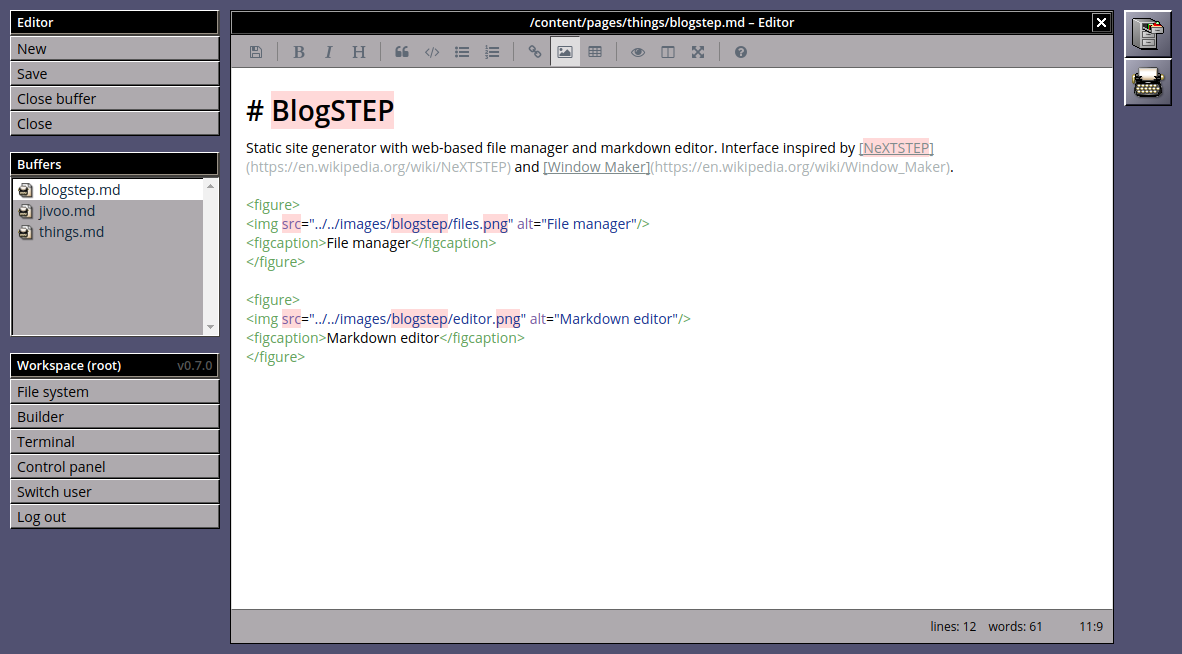 Editor
New
Save
Close buffer
Close
Buffers
blogstep.md
jivoo.md
things.md
Workspace (root) v0.7.0
File system
Builder
Terminal
Control panel
Switch user
Log out
/content/pages/things/blogstep.md – Editor
B I H
# BlogSTEP
Static site generator with web-based file manager and markdown editor. Interface inspired by [NeXTSTEP]
(https://en.wikipedia.org/wiki/NeXTSTEP) and [Window Maker](https://en.wikipedia.org/wiki/Window_Maker).
<figure>
<img src="../../images/blogstep/files.png" alt="File manager"/>
<figcaption>File manager</figcaption>
</figure>
<figure>
<img src="../../images/blogstep/editor.png" alt="Markdown editor"/>
<figcaption>Markdown editor</figcaption>
</figure>
lines: 12 words: 61 11:9